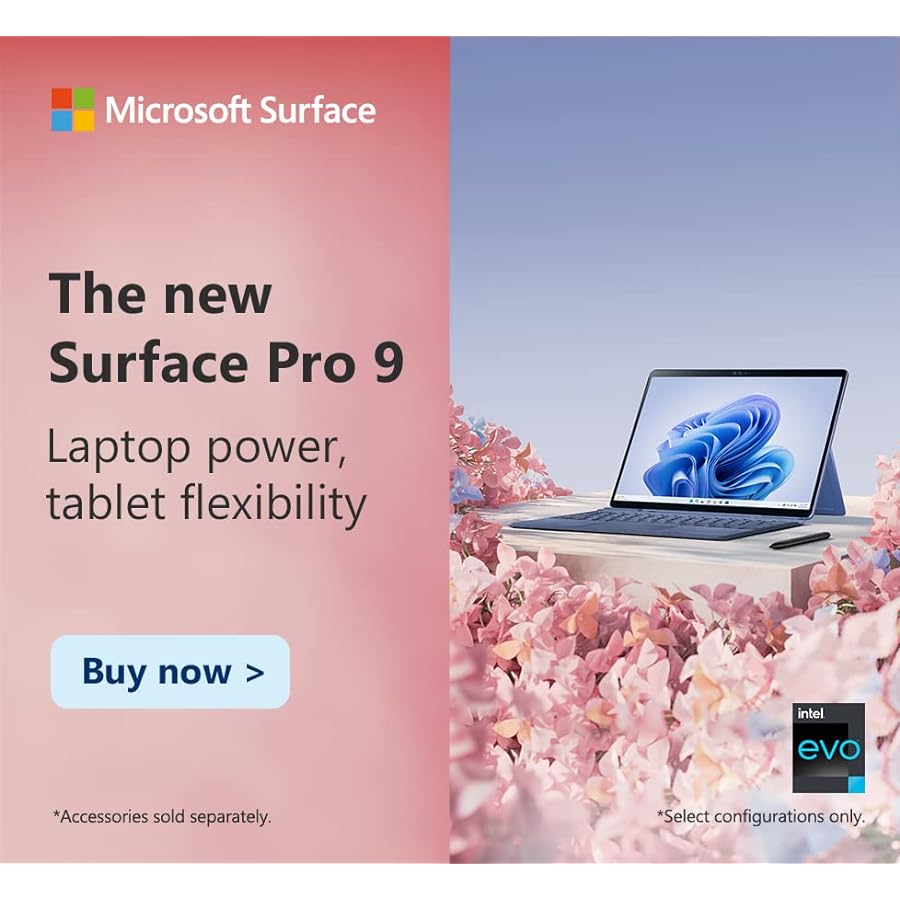 Microsoft Surface
The new
Surface Pro 9
Laptop power,
tablet flexibility
Buy now >
*Accessories sold separately.
intel
evo
*Select configurations only.